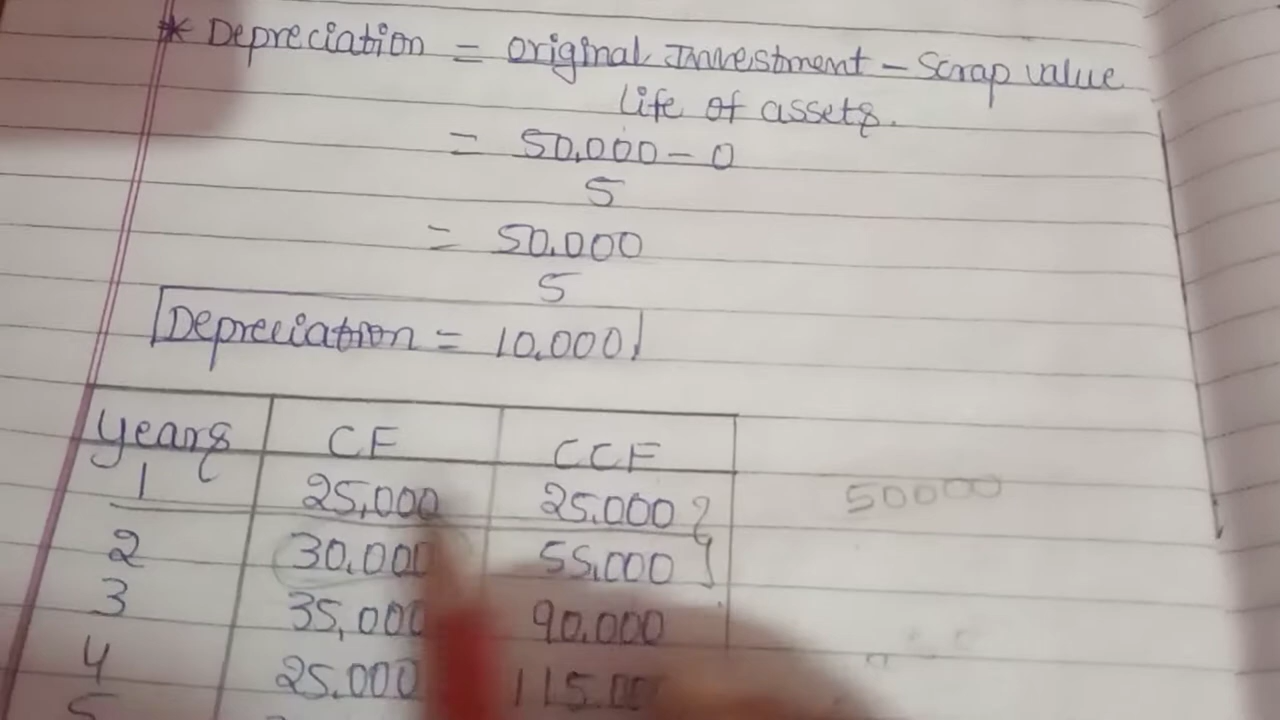 * Depreciation = original Investment - Scrap value
Life of assets.
= 50,000 - 0
5
= 50,000
5
Depreciation = 10,000
Years CF CCF
1 25,000 25,000
50000
2 30,000 55,000
3 35,000 90,000
4 25,000
5